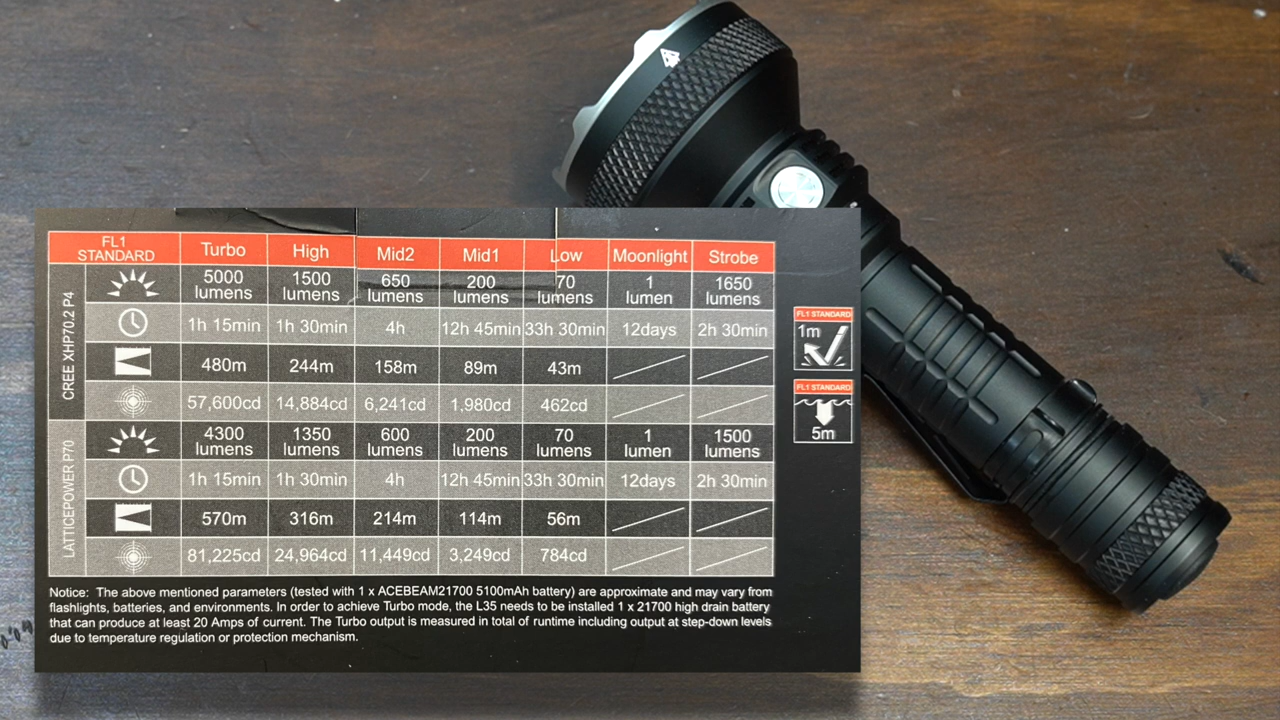 FL1 STANDARD Turbo High Mid2 Mid1 Low Moonlight Strobe
CREE XHP70.2 P4
5000 lumens 1500 lumens 650 lumens 200 lumens 70 lumens 1 lumen 1650 lumens
1h 15min 1h 30min 4h 12h 45min 33h 30min 12days 2h 30min
480m 244m 158m 89m 43m
57,600cd 14,884cd 6,241cd 1,980cd 462cd
LATTICEPOWER P70
4300 lumens 1350 lumens 600 lumens 200 lumens 70 lumens 1 lumen 1500 lumens
1h 15min 1h 30min 4h 12h 45min 33h 30min 12days 2h 30min
570m 316m 214m 114m 56m
81,225cd 24,964cd 11,449cd 3,249cd 784cd
FL1 STANDARD
1m
FL1 STANDARD
5m
Notice: The above mentioned parameters (tested with 1 x ACEBEAM21700 5100mAh battery) are approximate and may vary from
flashlights, batteries, and environments. In order to achieve Turbo mode, the L35 needs to be installed 1 x 21700 high drain battery
that can produce at least 20 Amps of current. The Turbo output is measured in total of runtime including output at step-down levels
due to temperature regulation or protection mechanism.